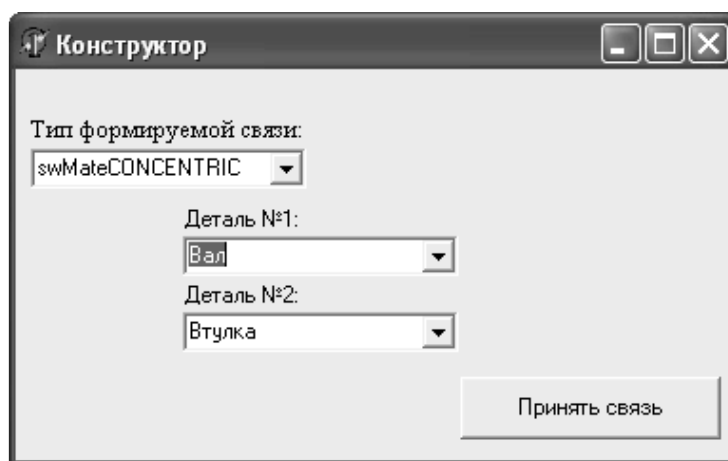 Конструктор
Тип формируемой связи:
swMateCONCENTRIC
Деталь №1:
Вал
Деталь №2:
Втулка
Принять связь